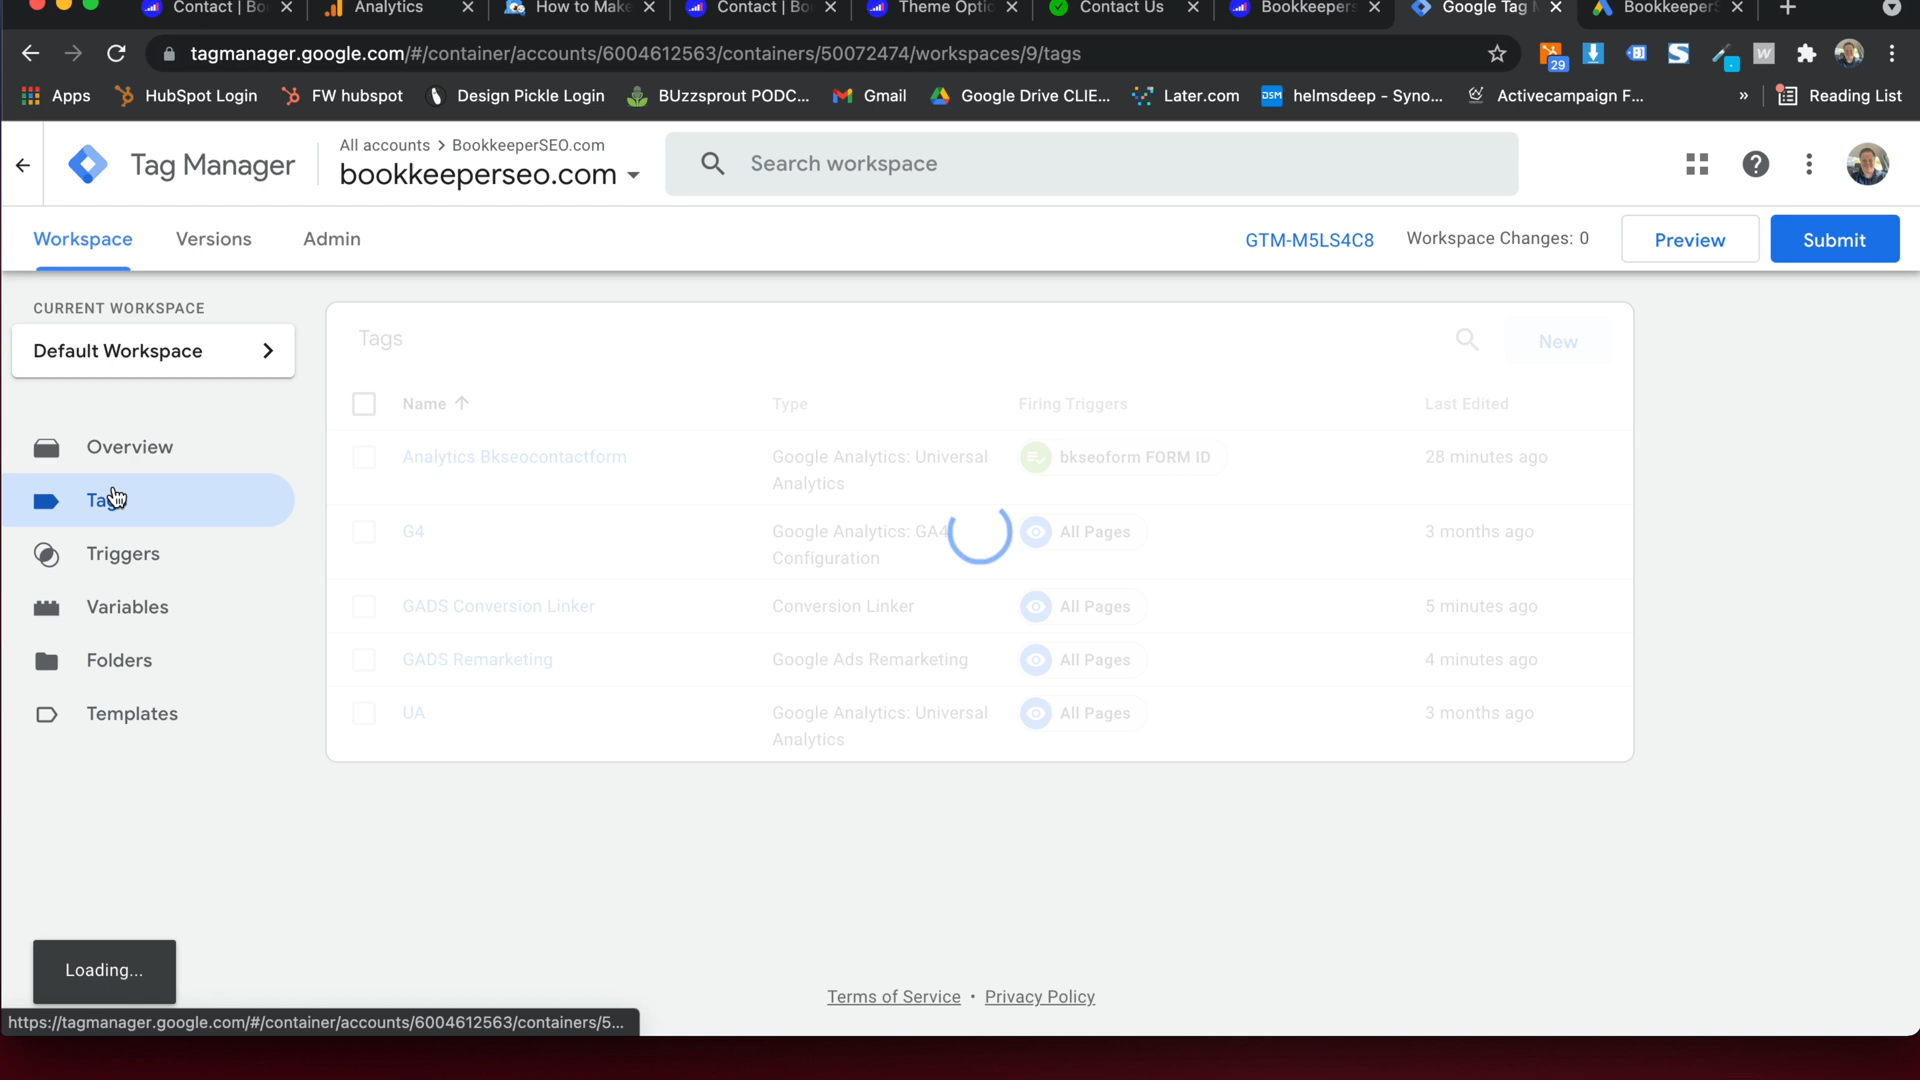 Contact | Bo
Analytics
How to Make
Contact | Bo
Theme Optio
Contact Us
Bookkeepers
Google Tag M
BookkeeperS
tagmanager.google.com/#/container/accounts/6004612563/containers/50072474/workspaces/9/tags
29
Apps
HubSpot Login
FW hubspot
Design Pickle Login
BUzzsprout PODC...
Gmail
Google Drive CLIE...
Later.com
DSM
helmsdeep - Syno...
Activecampaign F...
»
Reading List
Tag Manager
All accounts > BookkeeperSEO.com
bookkeeperseo.com
Search workspace
Workspace
Versions
Admin
GTM-M5LS4C8
Workspace Changes: 0
Preview
Submit
CURRENT WORKSPACE
Default Workspace
Overview
Tags
Triggers
Variables
Folders
Templates
Tags
New
Name
Type
Firing Triggers
Last Edited
Analytics Bkseocontactform
Google Analytics: Universal
Analytics
bkseoform FORM ID
28 minutes ago
G4
Google Analytics: GA4
Configuration
All Pages
3 months ago
GADS Conversion Linker
Conversion Linker
All Pages
5 minutes ago
GADS Remarketing
Google Ads Remarketing
All Pages
4 minutes ago
UA
Google Analytics: Universal
Analytics
All Pages
3 months ago
Loading...
Terms of Service • Privacy Policy
https://tagmanager.google.com/#/container/accounts/6004612563/containers/5...